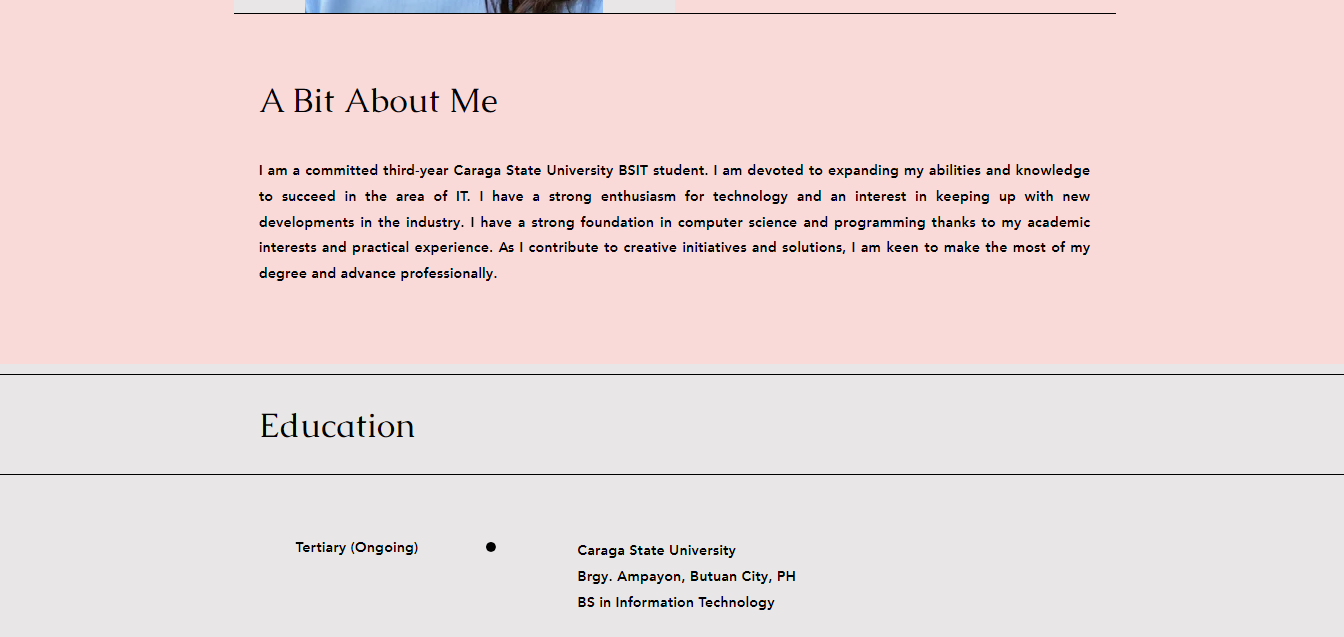 A Bit About Me
I am a committed third-year Caraga State University BSIT student. I am devoted to expanding my abilities and knowledge
to succeed in the area of IT. I have a strong enthusiasm for technology and an interest in keeping up with new
developments in the industry. I have a strong foundation in computer science and programming thanks to my academic
interests and practical experience. As I contribute to creative initiatives and solutions, I am keen to make the most of my
degree and advance professionally.
Education
Tertiary (Ongoing)
Caraga State University
Brgy. Ampayon, Butuan City, PH
BS in Information Technology